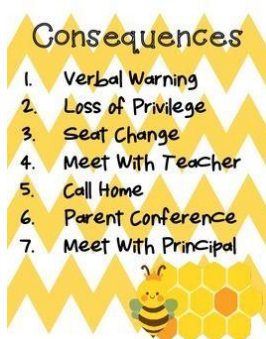 Consequences
1. Verbal Warning
2. Loss of Privilege
3. Seat Change
4. Meet With Teacher
5. Call Home
6. Parent Conference
7. Meet With Principal